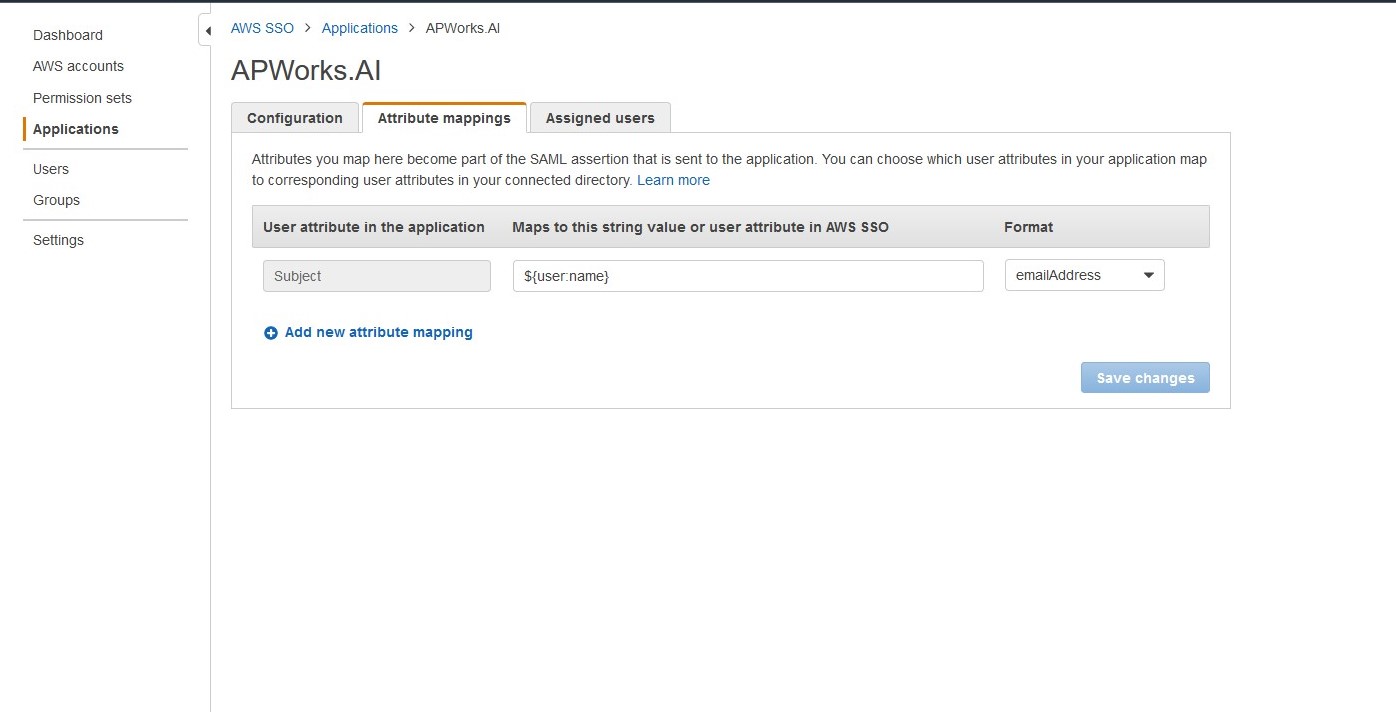 Dashboard
AWS accounts
Permission sets
Applications
Users
Groups
Settings
AWS SSO > Applications > APWorks.AI
APWorks.AI
Configuration
Attribute mappings
Assigned users
Attributes you map here become part of the SAML assertion that is sent to the application. You can choose which user attributes in your application map
to corresponding user attributes in your connected directory. Learn more
User attribute in the application
Maps to this string value or user attribute in AWS SSO
Format
Subject
${user:name}
emailAddress
Add new attribute mapping
Save changes